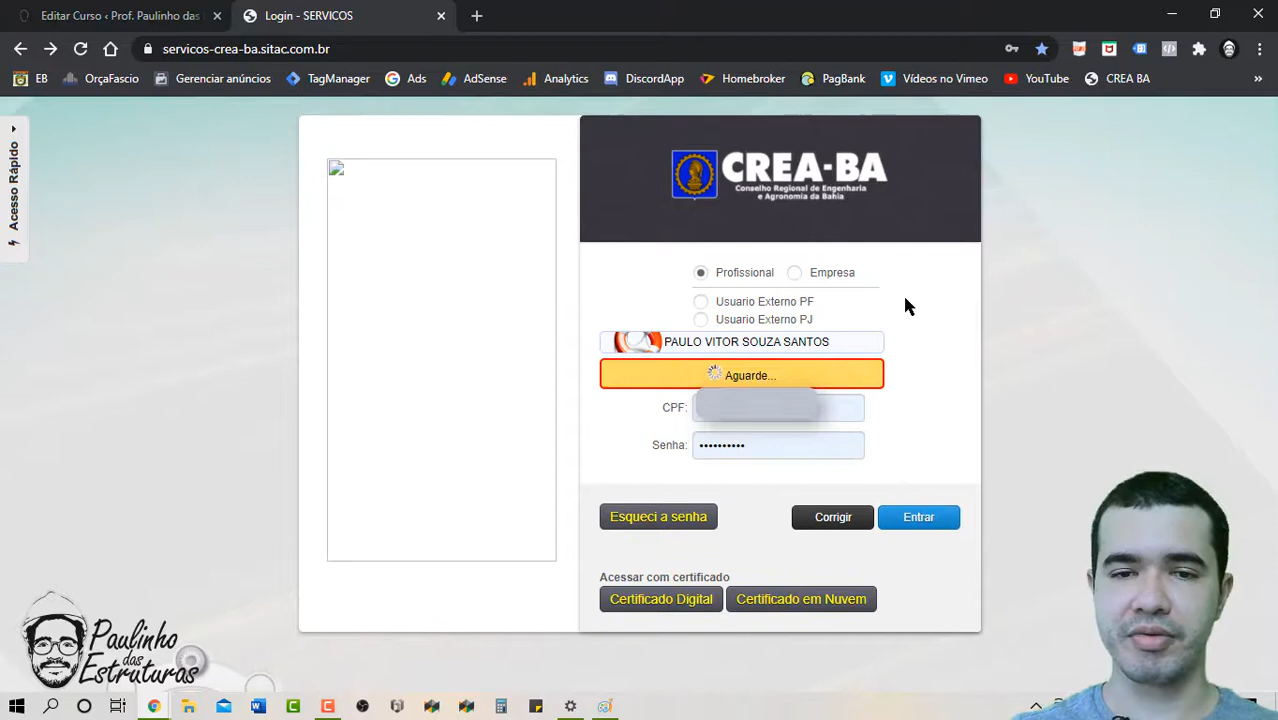 Editar Curso ‹ Prof. Paulinho das
Login - SERVICOS
servicos-crea-ba.sitac.com.br
EB
OrçaFascio
Gerenciar anúncios
TagManager
Ads
AdSense
Analytics
DiscordApp
Homebroker
PagBank
Vídeos no Vimeo
YouTube
CREA BA
»
Acesso Rápido
CREA-BA
Conselho Regional de Engenharia
e Agronomia da Bahia
Profissional Empresa
Usuario Externo PF
Usuario Externo PJ
PAULO VITOR SOUZA SANTOS
Aguarde...
CPF:
Senha: ••••••••••
Esqueci a senha
Corrigir
Entrar
Acessar com certificado
Certificado Digital
Certificado em Nuvem
Paulinho
das
Estruturas